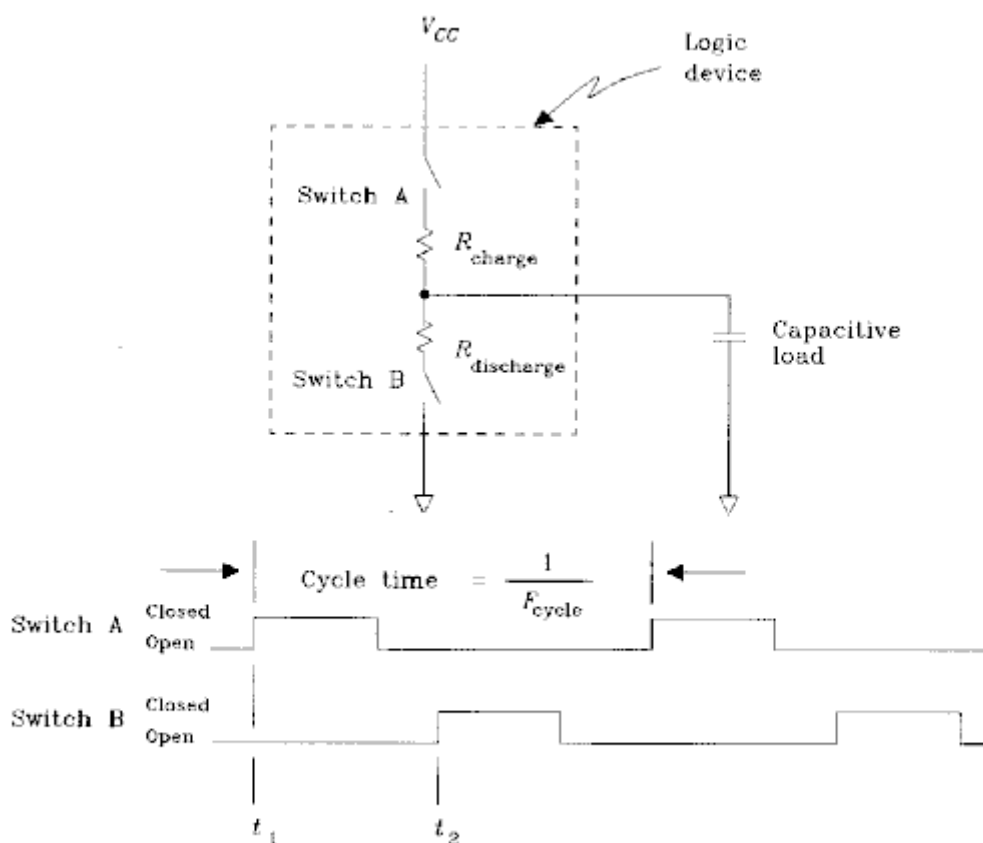 V_CC
Logic
device
Switch A
R_charge
Capacitive
load
R_discharge
Switch B
Cycle time = 1 / F_cycle
Switch A Closed
Open
Switch B Closed
Open
t_1 t_2